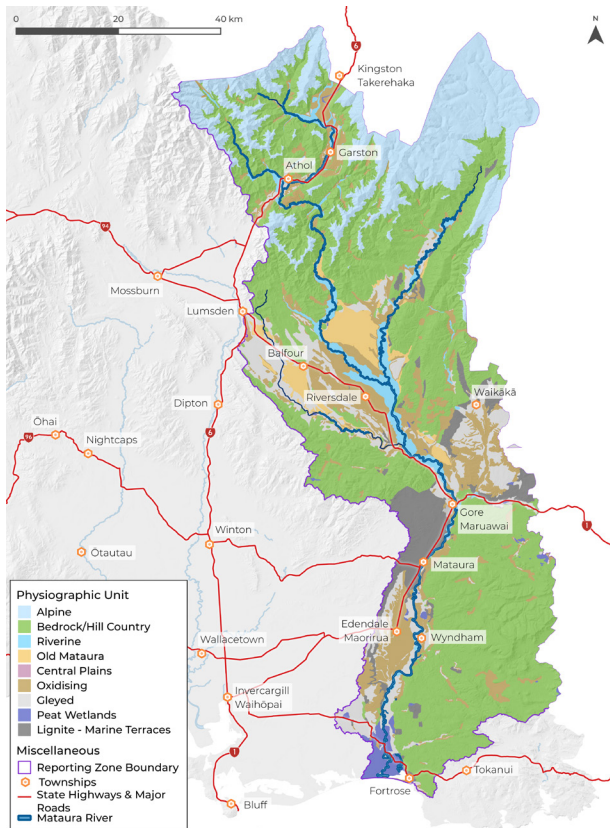 0 20 40 km
N
6
Kingston
Takerehaka
Garston
Athol
94
Mossburn
Lumsden
Balfour
Riversdale
Waikākā
Dipton
Ōhai
96
Nightcaps
6
Gore
Maruawai
1
Winton
Ōtautau
Mataura
Edendale
Maorirua
Wyndham
Wallacetown
Invercargill
Waihōpai
1
Tokanui
Fortrose
Bluff
Physiographic Unit
Alpine
Bedrock/Hill Country
Riverine
Old Mataura
Central Plains
Oxidising
Gleyed
Peat Wetlands
Lignite - Marine Terraces
Miscellaneous
Reporting Zone Boundary
Townships
State Highways & Major
Roads
Mataura River